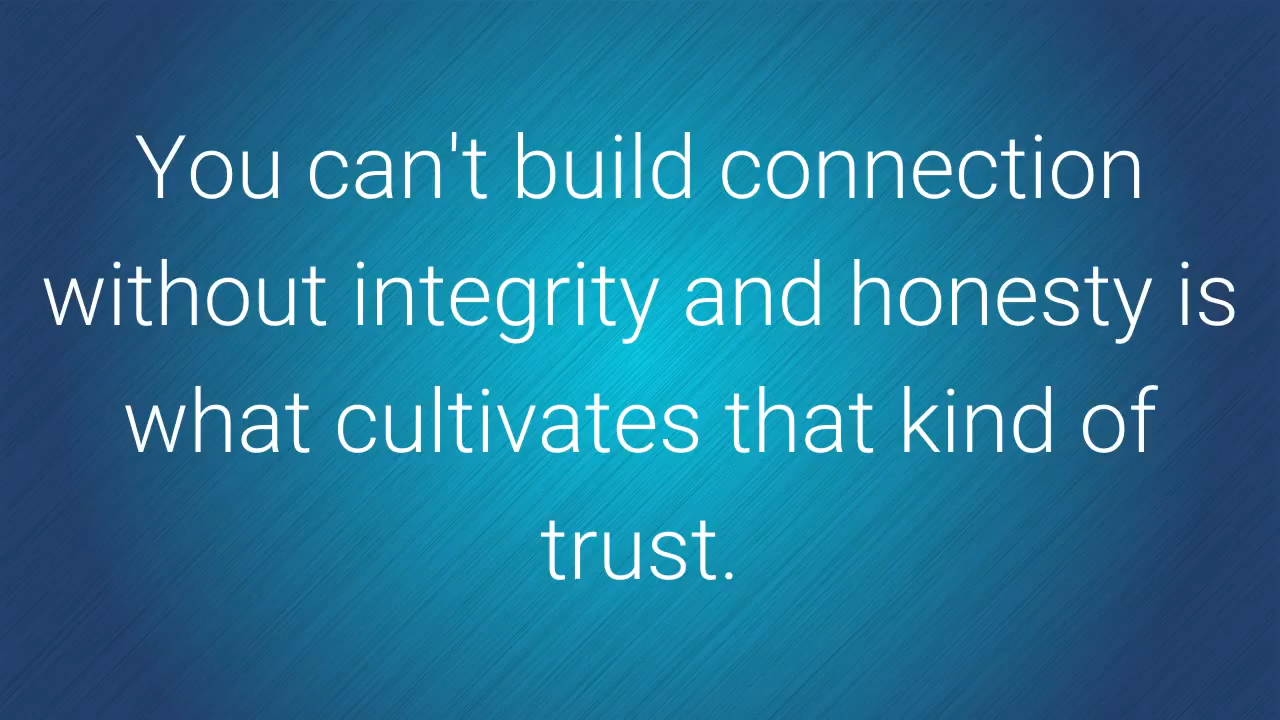 You can't build connection
without integrity and honesty is
what cultivates that kind of
trust.